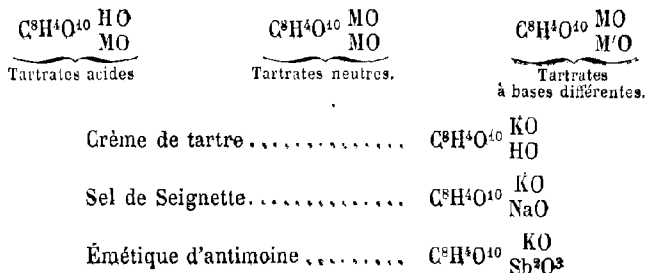 C⁸H⁴O¹⁰ HO MO C⁸H⁴O¹⁰ MO MO C⁸H⁴O¹⁰ MO M'O
Tartrates acides Tartrates neutres. Tartrates à bases différentes.
Crème de tartre............... C⁸H⁴O¹⁰ KO HO
Sel de Seignette.............. C⁸H⁴O¹⁰ KO NaO
Émétique d'antimoine ......... C⁸H⁴O¹⁰ KO Sb²O³